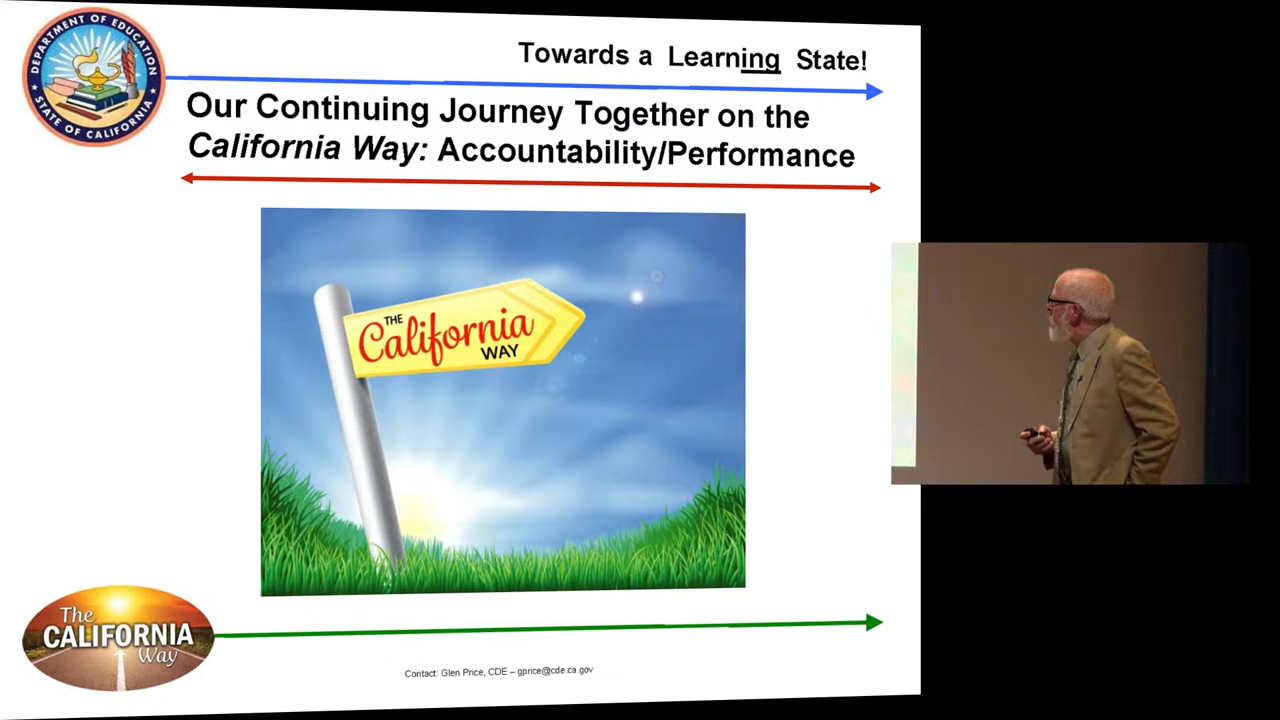 DEPARTMENT OF EDUCATION
STATE OF CALIFORNIA
Towards a Learning State!
Our Continuing Journey Together on the
California Way: Accountability/Performance
THE
California
WAY
The
CALIFORNIA
Way
Contact: Glen Price, CDE – gprice@cde.ca.gov